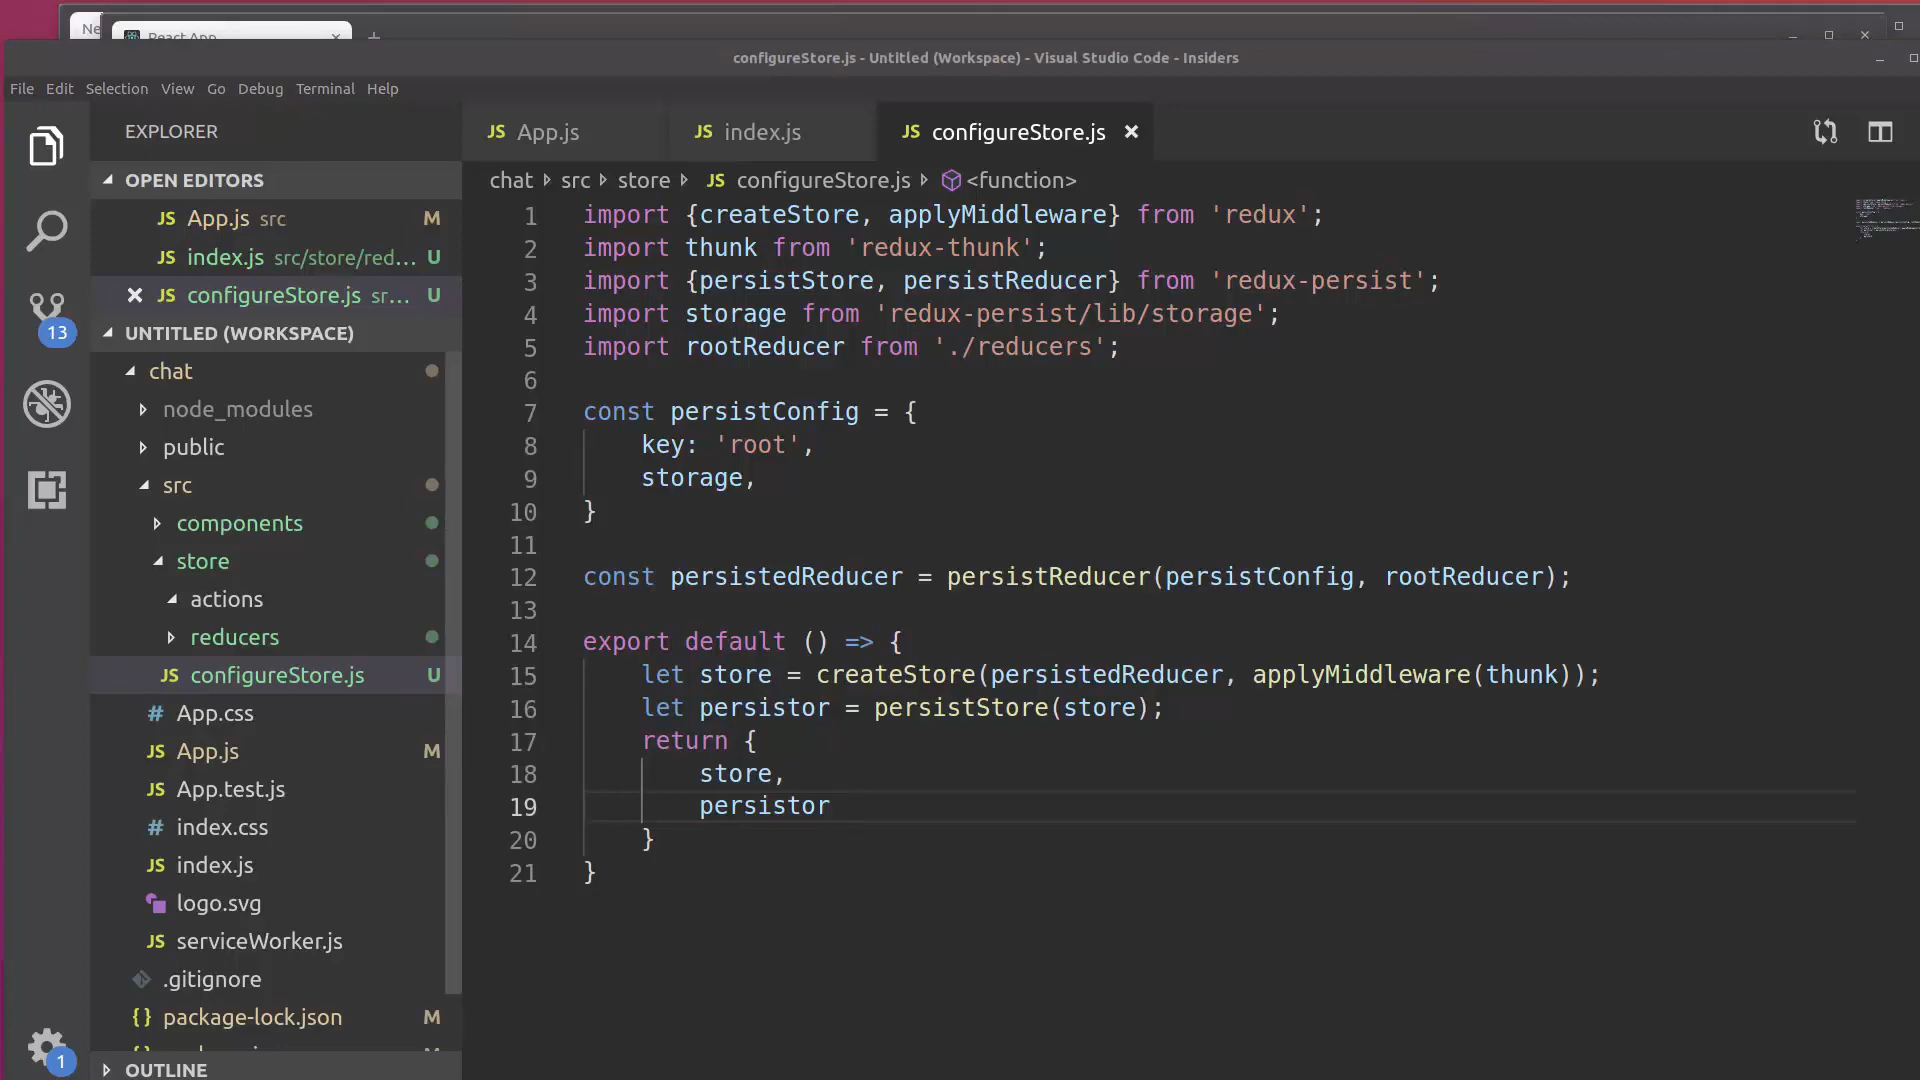 Ne
React App
configureStore.js - Untitled (Workspace) - Visual Studio Code - Insiders
File Edit Selection View Go Debug Terminal Help
EXPLORER
OPEN EDITORS
JS App.js src M
JS index.js src/store/red... U
JS configureStore.js sr... U
UNTITLED (WORKSPACE)
chat
node_modules
public
src
components
store
actions
reducers
JS configureStore.js U
# App.css
JS App.js M
JS App.test.js
# index.css
JS index.js
logo.svg
JS serviceWorker.js
.gitignore
{} package-lock.json M
OUTLINE
13
1
JS App.js
JS index.js
JS configureStore.js
chat src store JS configureStore.js <function>
1 import {createStore, applyMiddleware} from 'redux';
2 import thunk from 'redux-thunk';
3 import {persistStore, persistReducer} from 'redux-persist';
4 import storage from 'redux-persist/lib/storage';
5 import rootReducer from './reducers';
6
7 const persistConfig = {
8 key: 'root',
9 storage,
10 }
11
12 const persistedReducer = persistReducer(persistConfig, rootReducer);
13
14 export default () => {
15 let store = createStore(persistedReducer, applyMiddleware(thunk));
16 let persistor = persistStore(store);
17 return {
18 store,
19 persistor
20 }
21 }